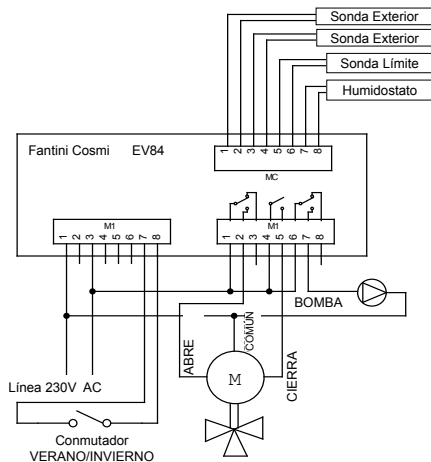 Sonda Exterior
Sonda Exterior
Sonda Límite
Humidostato
1 2 3 4 5 6 7 8
Fantini Cosmi EV84
MC
M1
M1
1 2 3 4 5 6 7 8
1 2 3 4 5 6 7 8
BOMBA
ABRE
COMÚN
CIERRA
M
Línea 230V AC
Conmutador
VERANO/INVIERNO